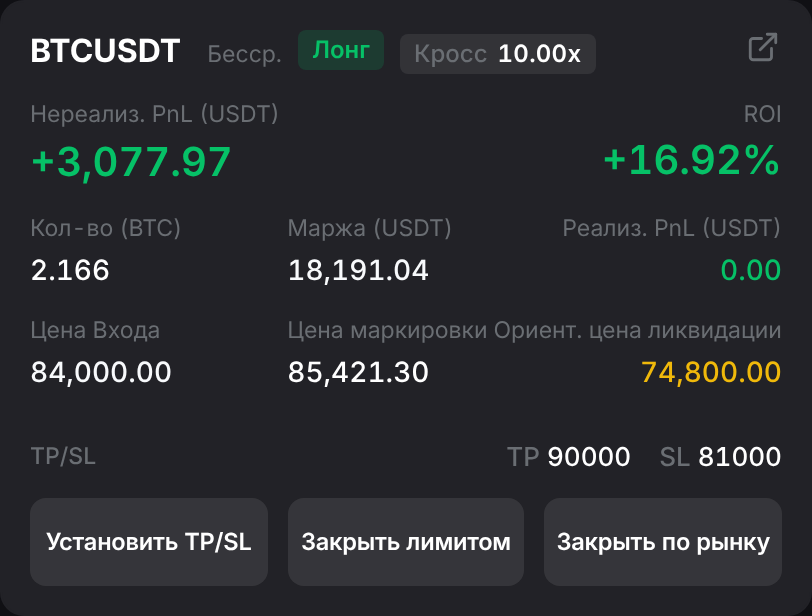 BTCUSDT Бесср. Лонг Кросс 10.00x
Нереализ. PnL (USDT) ROI
+3,077.97 +16.92%
Кол-во (BTC) Маржа (USDT) Реализ. PnL (USDT)
2.166 18,191.04 0.00
Цена Входа Цена маркировки Ориент. цена ликвидации
84,000.00 85,421.30 74,800.00
TP/SL TP 90000 SL 81000
Установить TP/SL Закрыть лимитом Закрыть по рынку